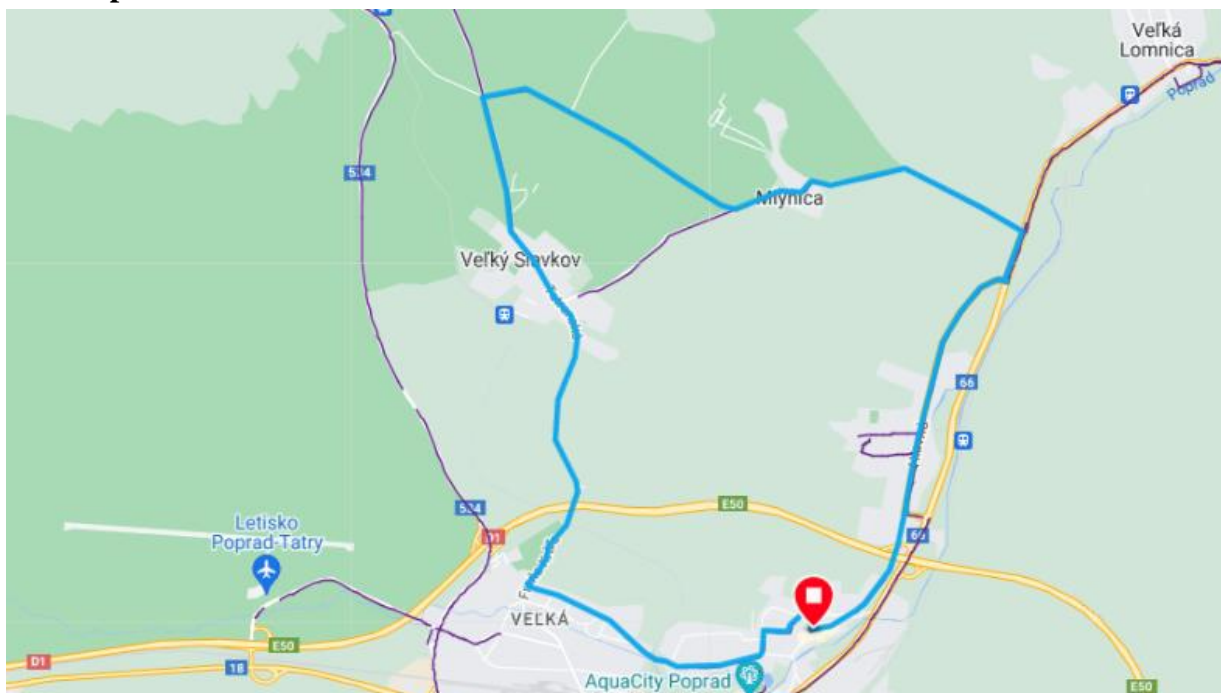 Veľká
Lomnica
Poprad
534
Mlynica
Veľký Slavkov
66
E50
534
D1
66
Letisko
Poprad-Tatry
VEĽKÁ
E50
D1
18
AquaCity Poprad
E50